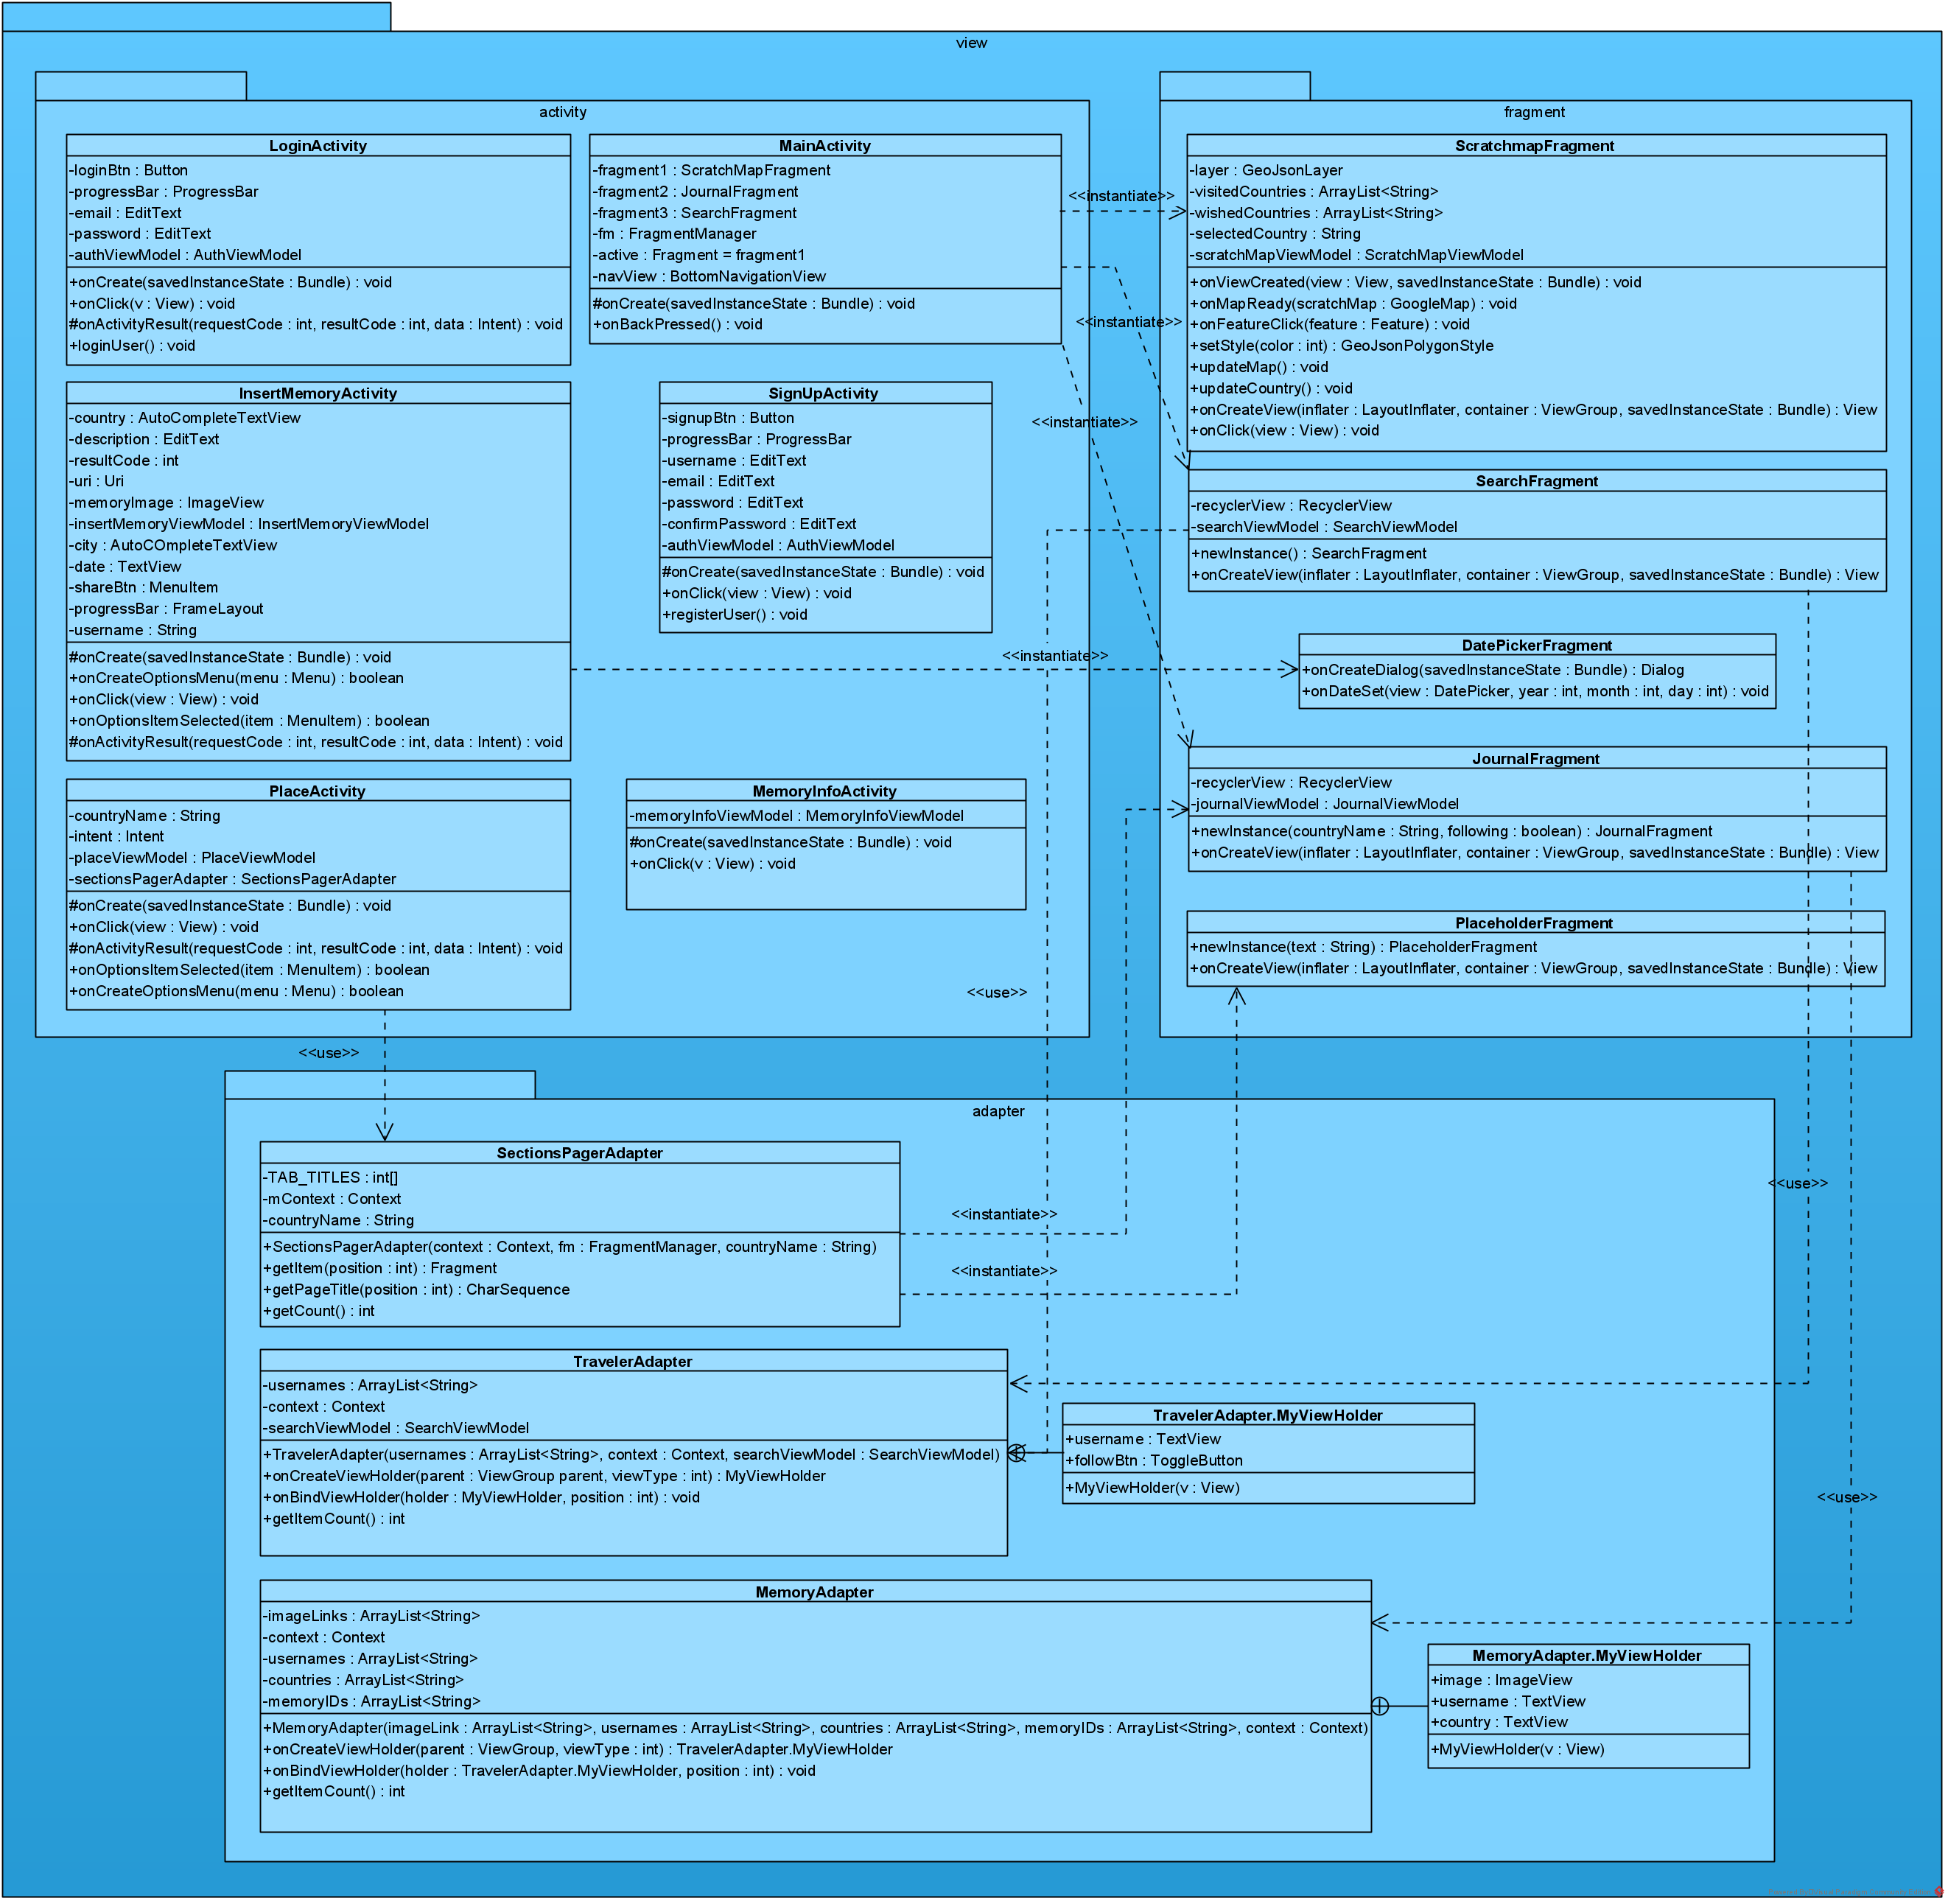 view
activity
LoginActivity
-loginBtn : Button
-progressBar : ProgressBar
-email : EditText
-password : EditText
-authViewModel : AuthViewModel
+onCreate(savedInstanceState : Bundle) : void
+onClick(v : View) : void
#onActivityResult(requestCode : int, resultCode : int, data : Intent) : void
+loginUser() : void
MainActivity
-fragment1 : ScratchMapFragment
-fragment2 : JournalFragment
-fragment3 : SearchFragment
-fm : FragmentManager
-active : Fragment = fragment1
-navView : BottomNavigationView
#onCreate(savedInstanceState : Bundle) : void
+onBackPressed() : void
InsertMemoryActivity
-country : AutoCompleteTextView
-description : EditText
-resultCode : int
-uri : Uri
-memoryImage : ImageView
-insertMemoryViewModel : InsertMemoryViewModel
-city : AutoCOmpleteTextView
-date : TextView
-shareBtn : MenuItem
-progressBar : FrameLayout
-username : String
#onCreate(savedInstanceState : Bundle) : void
+onCreateOptionsMenu(menu : Menu) : boolean
+onClick(view : View) : void
+onOptionsItemSelected(item : MenuItem) : boolean
#onActivityResult(requestCode : int, resultCode : int, data : Intent) : void
SignUpActivity
-signupBtn : Button
-progressBar : ProgressBar
-username : EditText
-email : EditText
-password : EditText
-confirmPassword : EditText
-authViewModel : AuthViewModel
#onCreate(savedInstanceState : Bundle) : void
+onClick(view : View) : void
+registerUser() : void
PlaceActivity
-countryName : String
-intent : Intent
-placeViewModel : PlaceViewModel
-sectionsPagerAdapter : SectionsPagerAdapter
#onCreate(savedInstanceState : Bundle) : void
+onClick(view : View) : void
#onActivityResult(requestCode : int, resultCode : int, data : Intent) : void
+onOptionsItemSelected(item : MenuItem) : boolean
+onCreateOptionsMenu(menu : Menu) : boolean
MemoryInfoActivity
-memoryInfoViewModel : MemoryInfoViewModel
#onCreate(savedInstanceState : Bundle) : void
+onClick(v : View) : void
<<instantiate>>
<<instantiate>>
<<instantiate>>
<<instantiate>>
<<use>>
<<use>>
fragment
ScratchmapFragment
-layer : GeoJsonLayer
-visitedCountries : ArrayList<String>
-wishedCountries : ArrayList<String>
-selectedCountry : String
-scratchMapViewModel : ScratchMapViewModel
+onViewCreated(view : View, savedInstanceState : Bundle) : void
+onMapReady(scratchMap : GoogleMap) : void
+onFeatureClick(feature : Feature) : void
+setStyle(color : int) : GeoJsonPolygonStyle
+updateMap() : void
+updateCountry() : void
+onCreateView(inflater : LayoutInflater, container : ViewGroup, savedInstanceState : Bundle) : View
+onClick(view : View) : void
SearchFragment
-recyclerView : RecyclerView
-searchViewModel : SearchViewModel
+newInstance() : SearchFragment
+onCreateView(inflater : LayoutInflater, container : ViewGroup, savedInstanceState : Bundle) : View
DatePickerFragment
+onCreateDialog(savedInstanceState : Bundle) : Dialog
+onDateSet(view : DatePicker, year : int, month : int, day : int) : void
JournalFragment
-recyclerView : RecyclerView
-journalViewModel : JournalViewModel
+newInstance(countryName : String, following : boolean) : JournalFragment
+onCreateView(inflater : LayoutInflater, container : ViewGroup, savedInstanceState : Bundle) : View
PlaceholderFragment
+newInstance(text : String) : PlaceholderFragment
+onCreateView(inflater : LayoutInflater, container : ViewGroup, savedInstanceState : Bundle) : View
adapter
SectionsPagerAdapter
-TAB_TITLES : int[]
-mContext : Context
-countryName : String
+SectionsPagerAdapter(context : Context, fm : FragmentManager, countryName : String)
+getItem(position : int) : Fragment
+getPageTitle(position : int) : CharSequence
+getCount() : int
<<instantiate>>
<<instantiate>>
<<use>>
TravelerAdapter
-usernames : ArrayList<String>
-context : Context
-searchViewModel : SearchViewModel
+TravelerAdapter(usernames : ArrayList<String>, context : Context, searchViewModel : SearchViewModel)
+onCreateViewHolder(parent : ViewGroup parent, viewType : int) : MyViewHolder
+onBindViewHolder(holder : MyViewHolder, position : int) : void
+getItemCount() : int
TravelerAdapter.MyViewHolder
+username : TextView
+followBtn : ToggleButton
+MyViewHolder(v : View)
<<use>>
MemoryAdapter
-imageLinks : ArrayList<String>
-context : Context
-usernames : ArrayList<String>
-countries : ArrayList<String>
-memoryIDs : ArrayList<String>
+MemoryAdapter(imageLink : ArrayList<String>, usernames : ArrayList<String>, countries : ArrayList<String>, memoryIDs : ArrayList<String>, context : Context)
+onCreateViewHolder(parent : ViewGroup, viewType : int) : TravelerAdapter.MyViewHolder
+onBindViewHolder(holder : TravelerAdapter.MyViewHolder, position : int) : void
+getItemCount() : int
MemoryAdapter.MyViewHolder
+image : ImageView
+username : TextView
+country : TextView
+MyViewHolder(v : View)